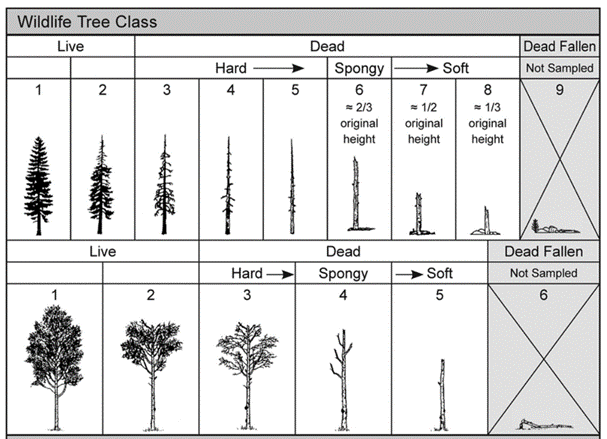 Wildlife Tree Class
Live Dead Dead Fallen
Hard → Spongy → Soft Not Sampled
1 2 3 4 5 6 7 8 9
≈ 2/3 ≈ 1/2 ≈ 1/3
original original original
height height height
Live Dead Dead Fallen
Hard → Spongy → Soft Not Sampled
1 2 3 4 5 6